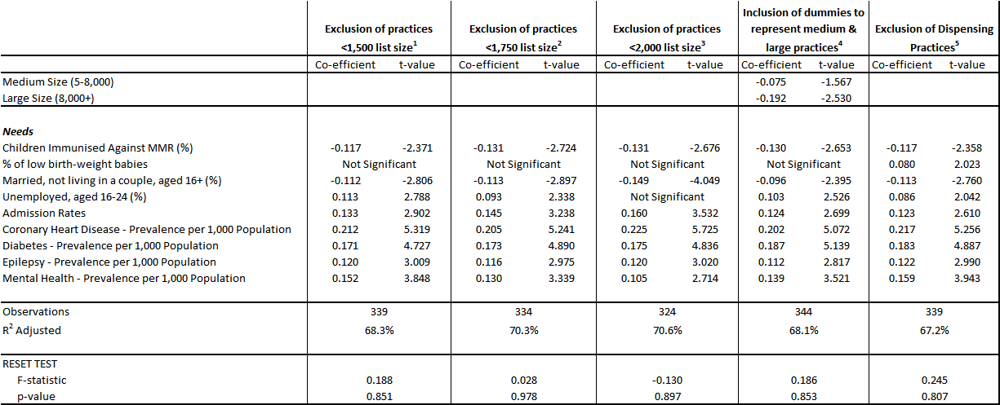 Exclusion of practices <1,500 list size¹ Exclusion of practices <1,750 list size² Exclusion of practices <2,000 list size³ Inclusion of dummies to represent medium & large practices⁴ Exclusion of Dispensing Practices⁵
Co-efficient t-value Co-efficient t-value Co-efficient t-value Co-efficient t-value Co-efficient t-value
Medium Size (5-8,000) -0.075 -1.567
Large Size (8,000+) -0.192 -2.530
Needs
Children Immunised Against MMR (%) -0.117 -2.371 -0.131 -2.724 -0.131 -2.676 -0.130 -2.653 -0.117 -2.358
% of low birth-weight babies Not Significant Not Significant Not Significant Not Significant 0.080 2.023
Married, not living in a couple, aged 16+ (%) -0.112 -2.806 -0.113 -2.897 -0.149 -4.049 -0.096 -2.395 -0.113 -2.760
Unemployed, aged 16-24 (%) 0.113 2.788 0.093 2.338 Not Significant 0.103 2.526 0.086 2.042
Admission Rates 0.133 2.902 0.145 3.238 0.160 3.532 0.124 2.699 0.123 2.610
Coronary Heart Disease - Prevalence per 1,000 Population 0.212 5.319 0.205 5.241 0.225 5.725 0.202 5.072 0.217 5.256
Diabetes - Prevalence per 1,000 Population 0.171 4.727 0.173 4.890 0.175 4.836 0.187 5.139 0.183 4.887
Epilepsy - Prevalence per 1,000 Population 0.120 3.009 0.116 2.975 0.120 3.020 0.112 2.817 0.122 2.990
Mental Health - Prevalence per 1,000 Population 0.152 3.848 0.130 3.339 0.105 2.714 0.139 3.521 0.159 3.943
Observations 339 334 324 344 339
R² Adjusted 68.3% 70.3% 70.6% 68.1% 67.2%
RESET TEST
F-statistic 0.188 0.028 -0.130 0.186 0.245
p-value 0.851 0.978 0.897 0.853 0.807